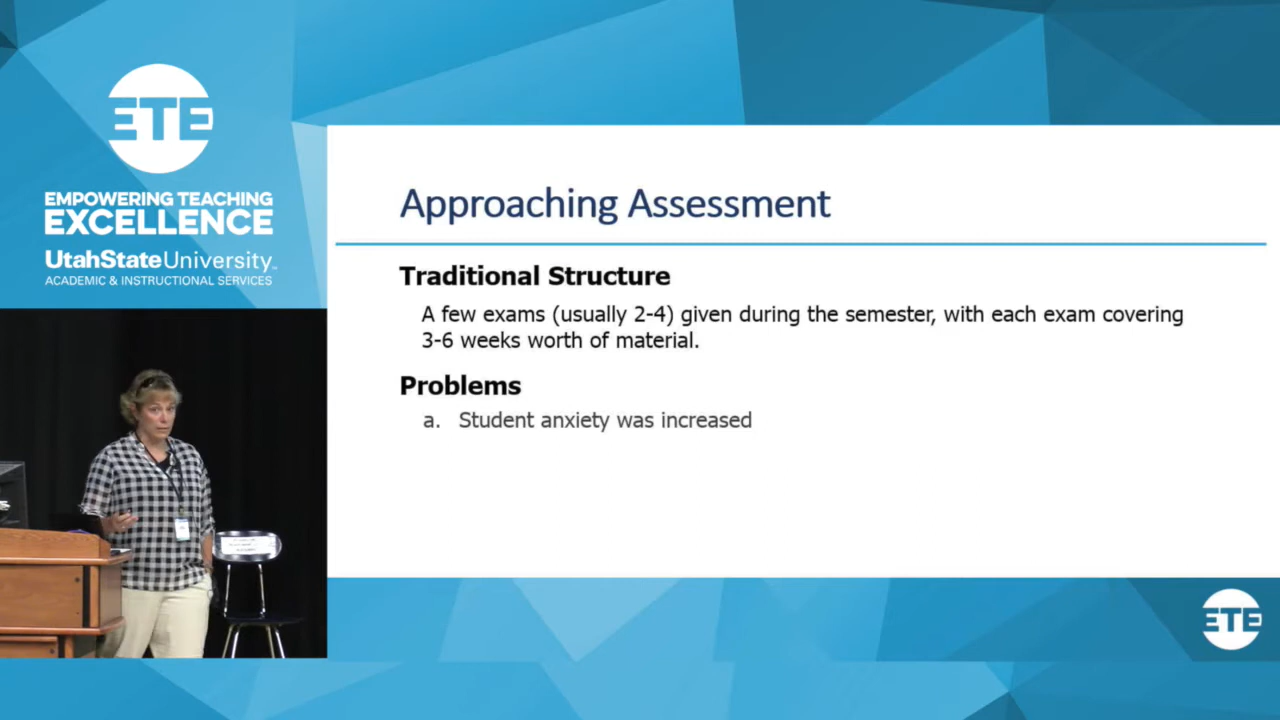 ETE
EMPOWERING TEACHING
EXCELLENCE
UtahStateUniversity
ACADEMIC & INSTRUCTIONAL SERVICES
Approaching Assessment
Traditional Structure
A few exams (usually 2-4) given during the semester, with each exam covering
3-6 weeks worth of material.
Problems
a. Student anxiety was increased
ETE